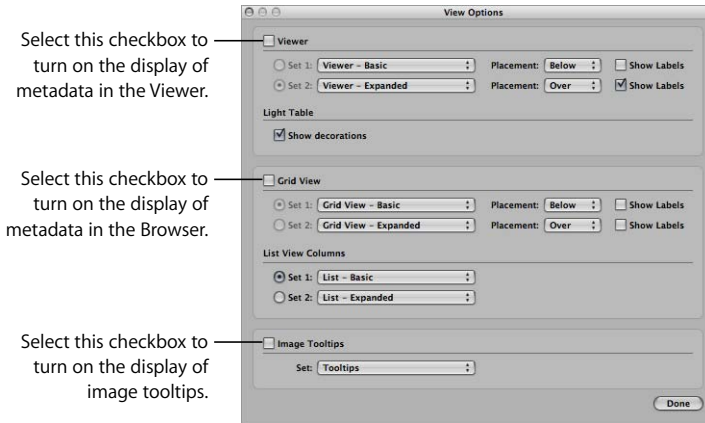 View Options
Select this checkbox to
turn on the display of
metadata in the Viewer.
Viewer
Set 1: Viewer – Basic Placement: Below Show Labels
Set 2: Viewer – Expanded Placement: Over Show Labels
Light Table
Show decorations
Select this checkbox to
turn on the display of
metadata in the Browser.
Grid View
Set 1: Grid View – Basic Placement: Below Show Labels
Set 2: Grid View – Expanded Placement: Over Show Labels
List View Columns
Set 1: List – Basic
Set 2: List – Expanded
Select this checkbox to
turn on the display of
image tooltips.
Image Tooltips
Set: Tooltips
Done